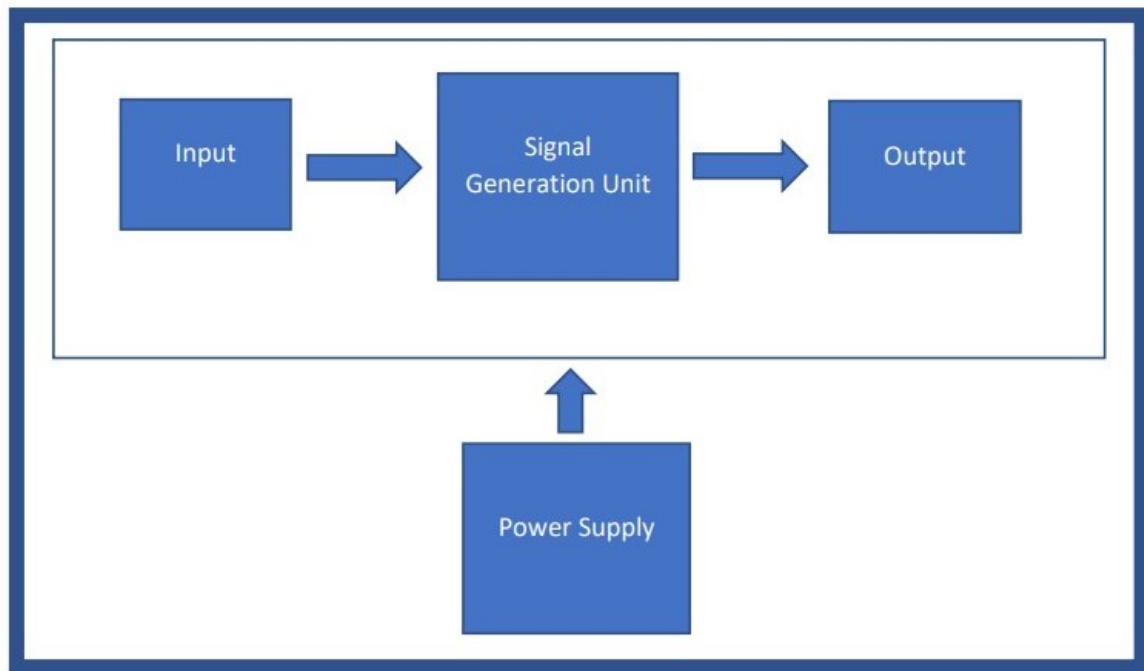 Input
Signal
Generation Unit
Output
Power Supply